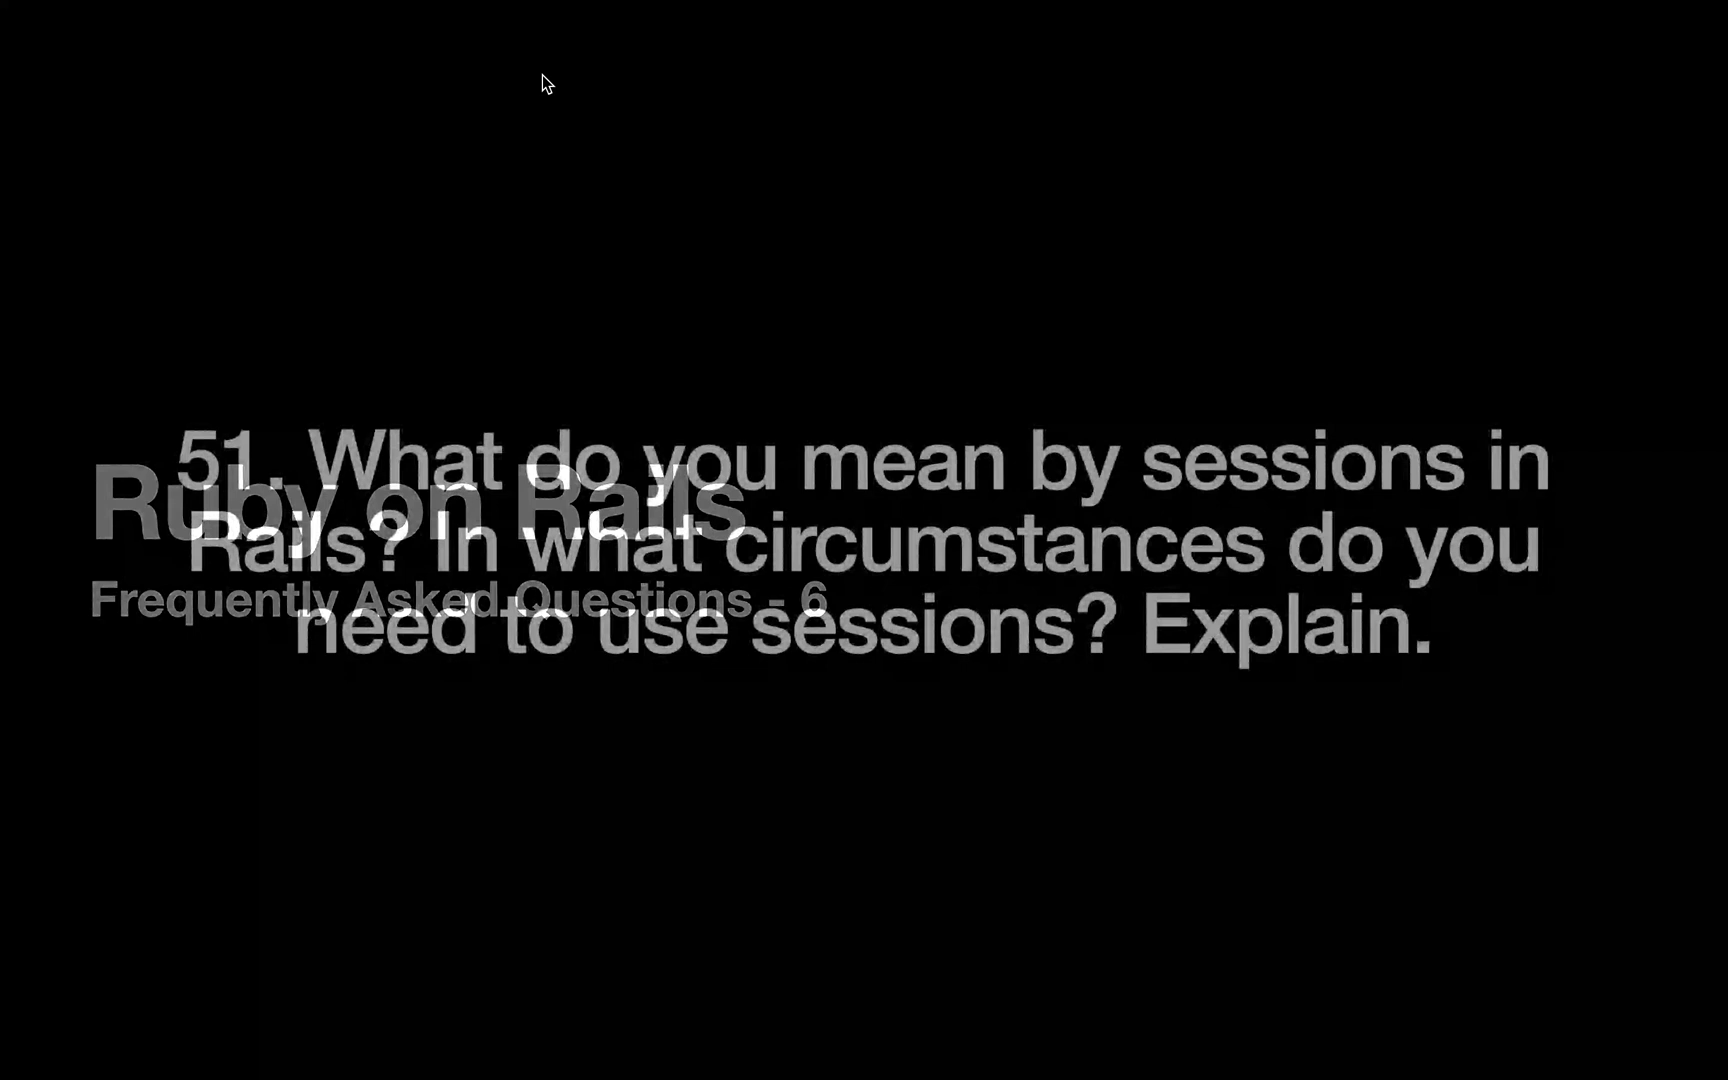 Ruby on Rails
Frequently Asked Questions - 6
51. What do you mean by sessions in
Rails? In what circumstances do you
need to use sessions? Explain.